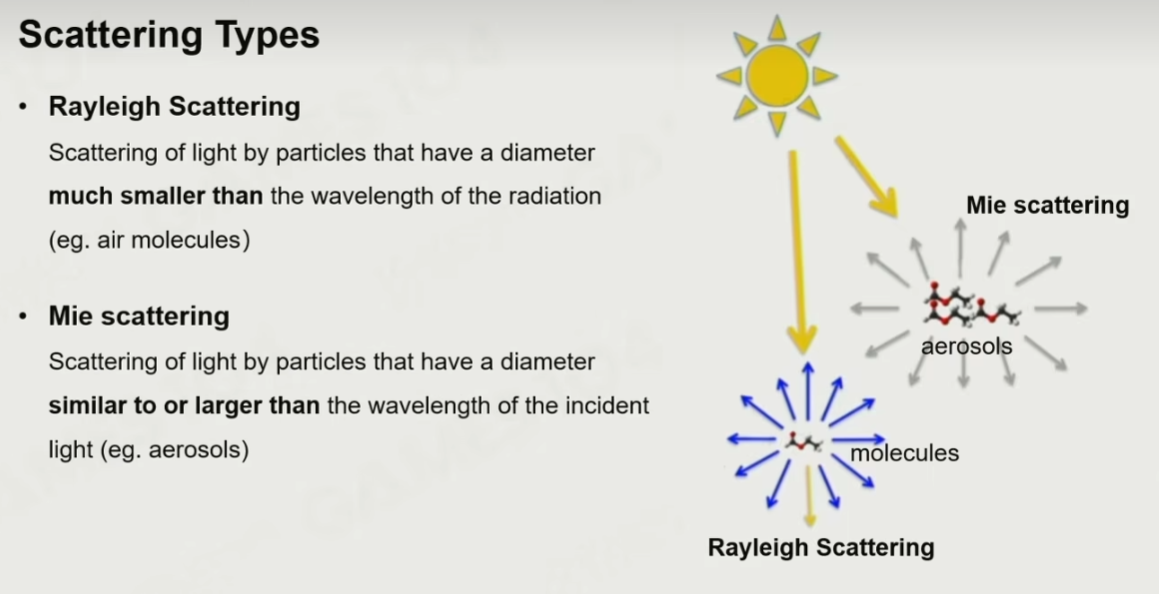 Scattering Types
• Rayleigh Scattering
Scattering of light by particles that have a diameter
much smaller than the wavelength of the radiation
(eg. air molecules)
• Mie scattering
Scattering of light by particles that have a diameter
similar to or larger than the wavelength of the incident
light (eg. aerosols)
Mie scattering
aerosols
molecules
Rayleigh Scattering